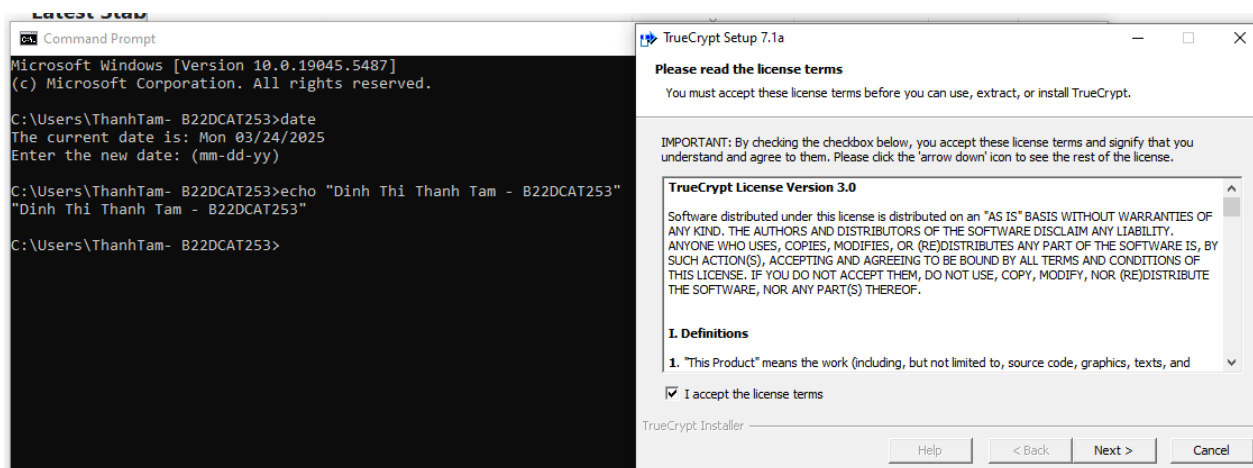 Latest Stab
Command Prompt
Microsoft Windows [Version 10.0.19045.5487]
(c) Microsoft Corporation. All rights reserved.
C:\Users\ThanhTam- B22DCAT253>date
The current date is: Mon 03/24/2025
Enter the new date: (mm-dd-yy)
C:\Users\ThanhTam- B22DCAT253>echo "Dinh Thi Thanh Tam - B22DCAT253"
"Dinh Thi Thanh Tam - B22DCAT253"
C:\Users\ThanhTam- B22DCAT253>
TrueCrypt Setup 7.1a
Please read the license terms
You must accept these license terms before you can use, extract, or install TrueCrypt.
IMPORTANT: By checking the checkbox below, you accept these license terms and signify that you
understand and agree to them. Please click the 'arrow down' icon to see the rest of the license.
TrueCrypt License Version 3.0
Software distributed under this license is distributed on an "AS IS" BASIS WITHOUT WARRANTIES OF
ANY KIND. THE AUTHORS AND DISTRIBUTORS OF THE SOFTWARE DISCLAIM ANY LIABILITY.
ANYONE WHO USES, COPIES, MODIFIES, OR (RE)DISTRIBUTES ANY PART OF THE SOFTWARE IS, BY
SUCH ACTION(S), ACCEPTING AND AGREEING TO BE BOUND BY ALL TERMS AND CONDITIONS OF
THIS LICENSE. IF YOU DO NOT ACCEPT THEM, DO NOT USE, COPY, MODIFY, NOR (RE)DISTRIBUTE
THE SOFTWARE, NOR ANY PART(S) THEREOF.
I. Definitions
1. "This Product" means the work (including, but not limited to, source code, graphics, texts, and
I accept the license terms
TrueCrypt Installer
Help
< Back
Next >
Cancel